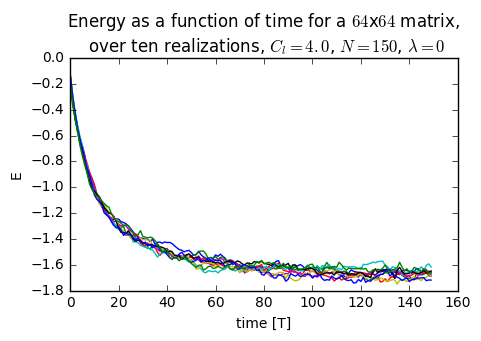 Energy as a function of time for a 64x64 matrix,
over ten realizations, C_l = 4.0, N = 150, λ = 0
0.0
−0.2
−0.4
−0.6
−0.8
−1.0
−1.2
−1.4
−1.6
−1.8
E
0 20 40 60 80 100 120 140 160
time [T]